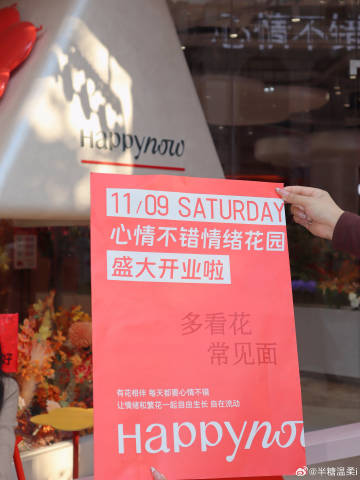 心情不错
Happynow
11/09 SATURDAY
心情不错情绪花园
盛大开业啦
多看花
常见面
有花相伴 每天都要心情不错
让情绪和繁花一起自由生长 自在流动
Happynow
好
@半糖温柔i